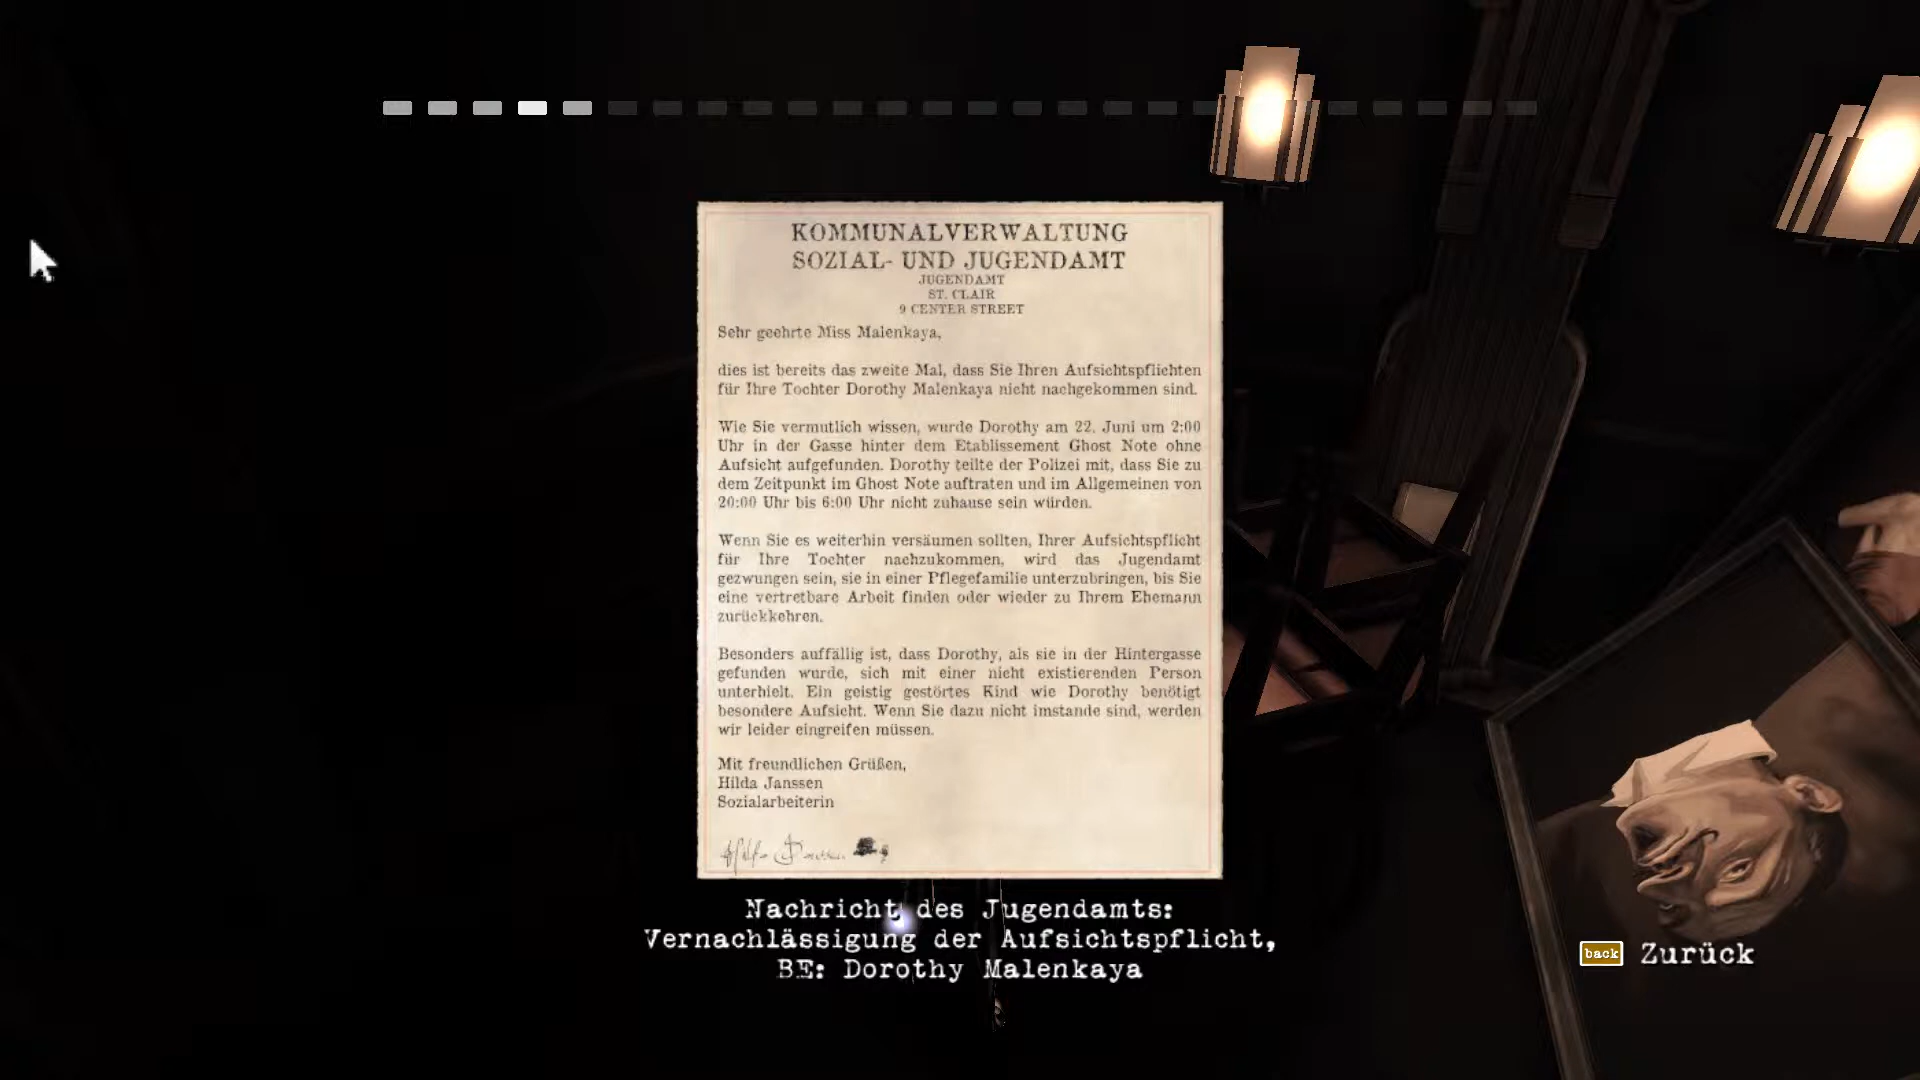 KOMMUNALVERWALTUNG
SOZIAL- UND JUGENDAMT
JUGENDAMT
ST. CLAIR
9 CENTER STREET
Sehr geehrte Miss Malenkaya,
dies ist bereits das zweite Mal, dass Sie Ihren Aufsichtspflichten
für Ihre Tochter Dorothy Malenkaya nicht nachgekommen sind.
Wie Sie vermutlich wissen, wurde Dorothy am 22. Juni um 2:00
Uhr in der Gasse hinter dem Etablissement Ghost Note ohne
Aufsicht aufgefunden. Dorothy teilte der Polizei mit, dass Sie zu
dem Zeitpunkt im Ghost Note auftraten und im Allgemeinen von
20:00 Uhr bis 6:00 Uhr nicht zuhause sein würden.
Wenn Sie es weiterhin versäumen sollten, Ihrer Aufsichtspflicht
für Ihre Tochter nachzukommen, wird das Jugendamt
gezwungen sein, sie in einer Pflegefamilie unterzubringen, bis Sie
eine vertretbare Arbeit finden oder wieder zu Ihrem Ehemann
zurückkehren.
Besonders auffällig ist, dass Dorothy, als sie in der Hintergasse
gefunden wurde, sich mit einer nicht existierenden Person
unterhielt. Ein geistig gestörtes Kind wie Dorothy benötigt
besondere Aufsicht. Wenn Sie dazu nicht imstande sind, werden
wir leider eingreifen müssen.
Mit freundlichen Grüßen,
Hilda Janssen
Sozialarbeiterin
Nachricht des Jugendamts:
Vernachlässigung der Aufsichtspflicht,
BE: Dorothy Malenkaya
back Zurück